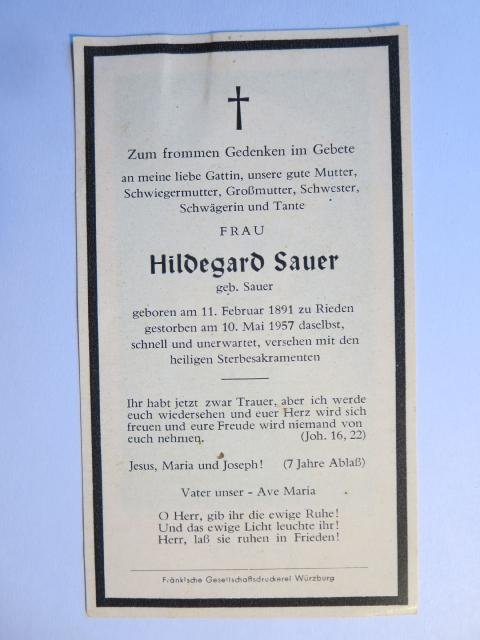 Zum frommen Gedenken im Gebete
an meine liebe Gattin, unsere gute Mutter,
Schwiegermutter, Großmutter, Schwester,
Schwägerin und Tante
FRAU
Hildegard Sauer
geb. Sauer
geboren am 11. Februar 1891 zu Rieden
gestorben am 10. Mai 1957 daselbst,
schnell und unerwartet, versehen mit den
heiligen Sterbesakramenten
Ihr habt jetzt zwar Trauer, aber ich werde
euch wiedersehen und euer Herz wird sich
freuen und eure Freude wird niemand von
euch nehmen. (Joh. 16, 22)
Jesus, Maria und Joseph! (7 Jahre Ablaß)
Vater unser - Ave Maria
O Herr, gib ihr die ewige Ruhe!
Und das ewige Licht leuchte ihr!
Herr, laß sie ruhen in Frieden!
Fränkische Gesellschaftsdruckerei Würzburg